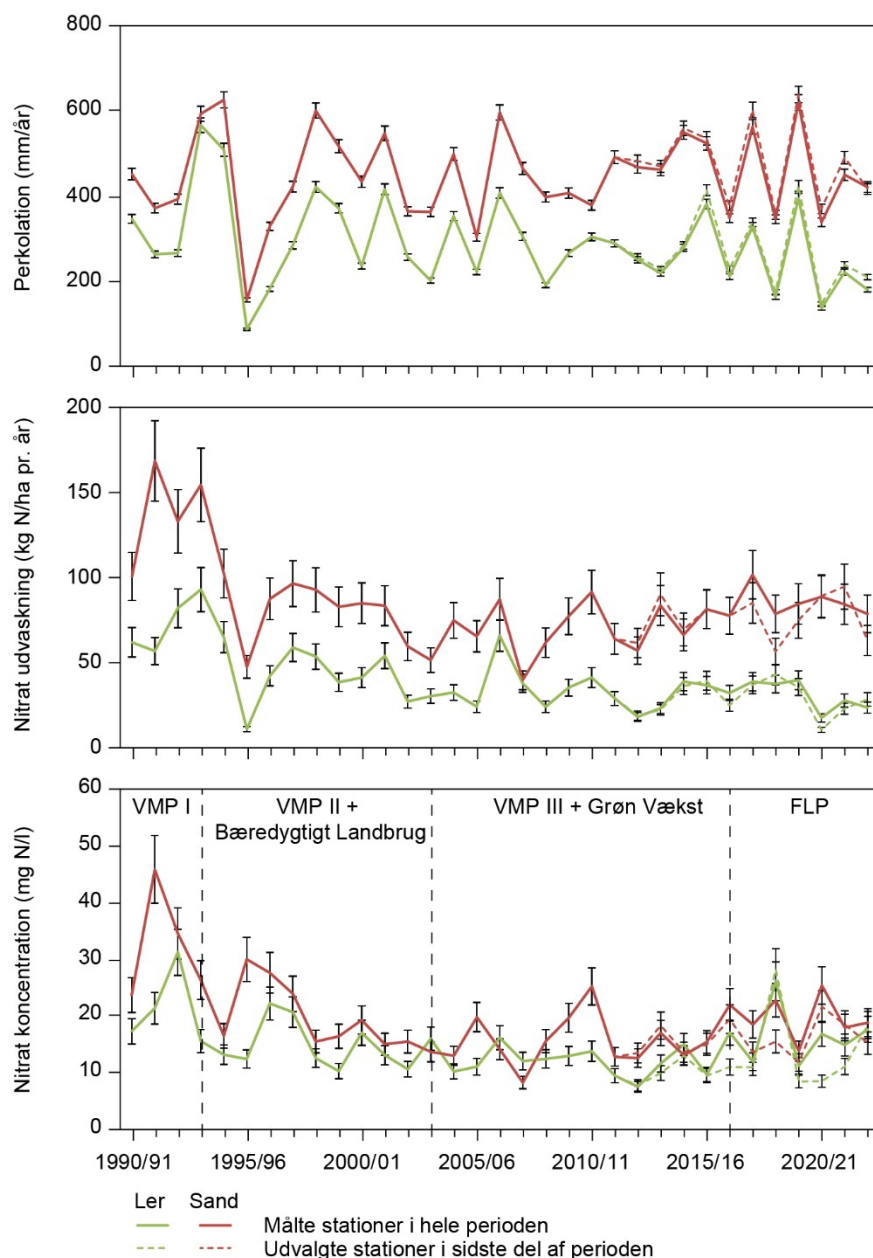 800
600
400
200
0
Perkolation (mm/år)
200
150
100
50
0
Nitrat udvaskning (kg N/ha pr. år)
60
50
40
30
20
10
0
Nitrat koncentration (mg N/l)
VMP I
VMP II +
Bæredygtigt Landbrug
VMP III + Grøn Vækst
FLP
1990/91 1995/96 2000/01 2005/06 2010/11 2015/16 2020/21
Ler Sand
Målte stationer i hele perioden
Udvalgte stationer i sidste del af perioden